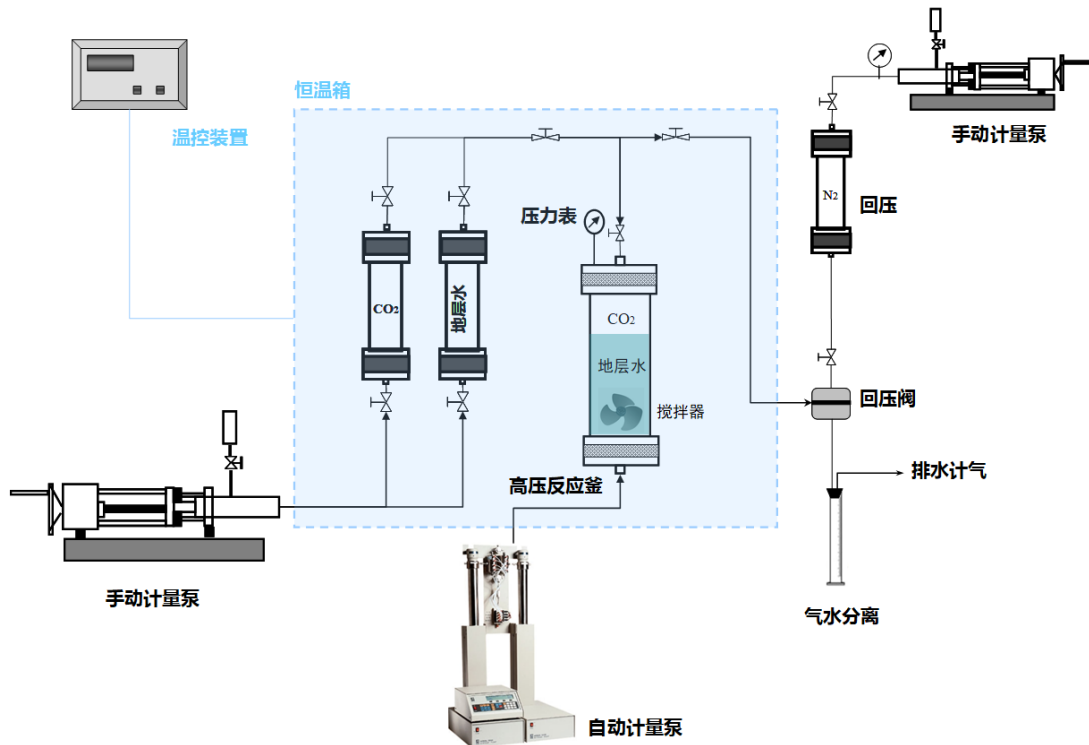 恒温箱
温控装置
手动计量泵
压力表
N2
回压
CO2
地层水
CO2
地层水
搅拌器
回压阀
高压反应釜
排水计气
手动计量泵
气水分离
自动计量泵